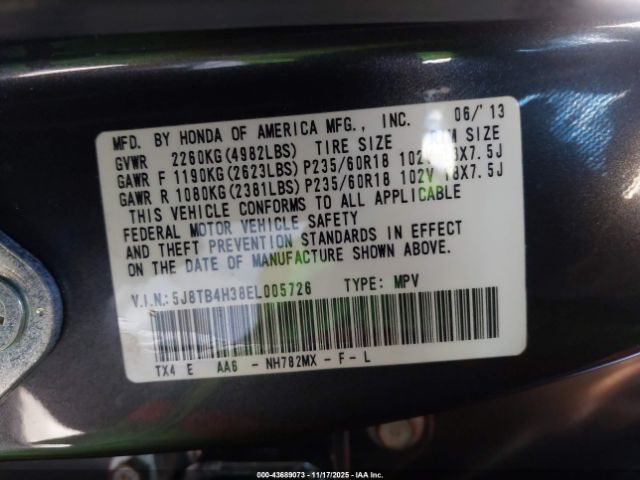 MFD. BY HONDA OF AMERICA MFG., INC. 06/'13
GVWR 2260KG(4982LBS) TIRE SIZE RIM SIZE
GAWR F 1190KG(2623LBS) P235/60R18 102V 18X7.5J
GAWR R 1080KG(2381LBS) P235/60R18 102V 18X7.5J
THIS VEHICLE CONFORMS TO ALL APPLICABLE
FEDERAL MOTOR VEHICLE SAFETY
AND THEFT PREVENTION STANDARDS IN EFFECT
ON THE DATE OF MANUFACTURE SHOWN ABOVE.
V.I.N.: 5J8TB4H38EL005726 TYPE: MPV
TX4 E AA6 - NH782MX - F - L
000-43689073 — 11/17/2025 — IAA Inc.